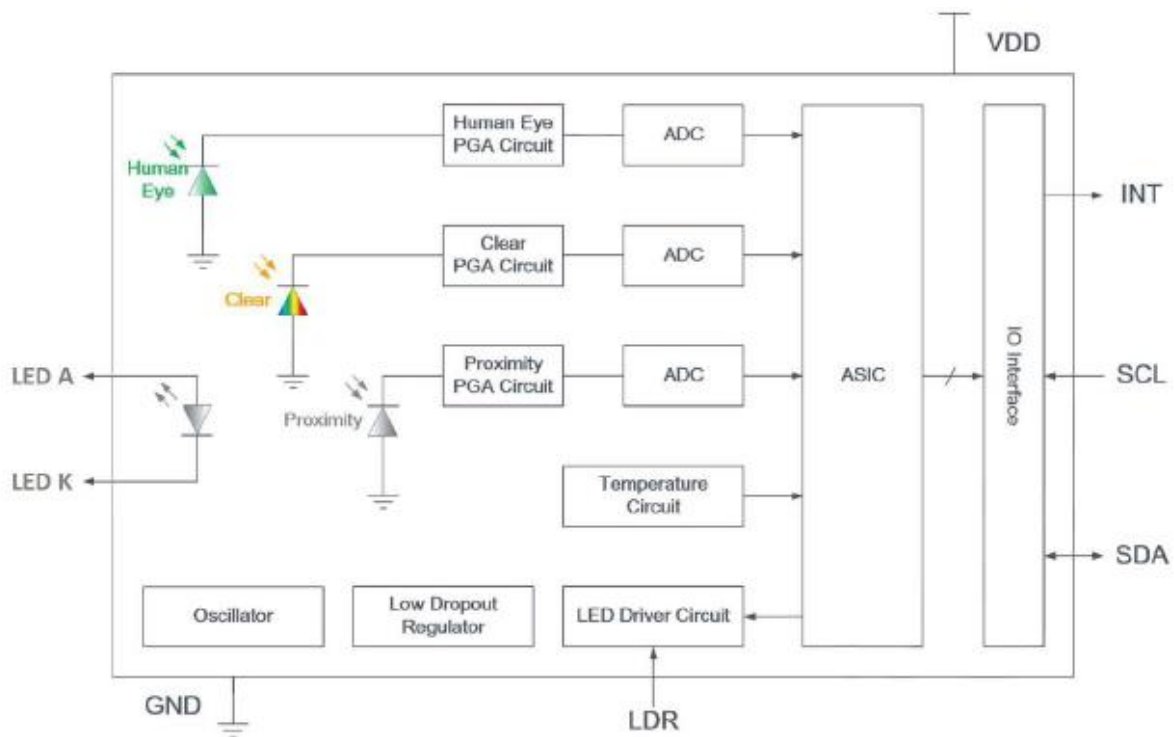 VDD
Human Eye
PGA Circuit
ADC
Human
Eye
INT
Clear
PGA Circuit
ADC
Clear
LED A
Proximity
PGA Circuit
ADC
ASIC
IO Interface
SCL
Proximity
LED K
Temperature
Circuit
SDA
Oscillator
Low Dropout
Regulator
LED Driver Circuit
GND
LDR